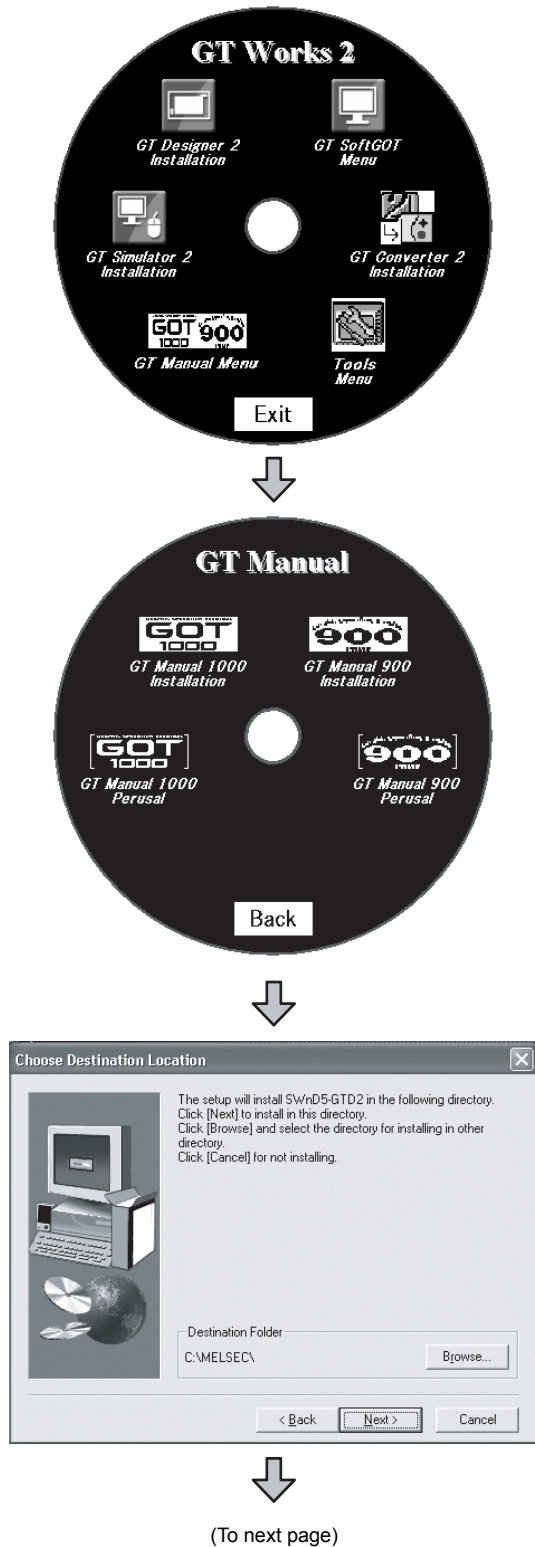 GT Works 2
GT Designer 2
Installation
GT SoftGOT
Menu
GT Simulator 2
Installation
GT Converter 2
Installation
GOT
1000
900
GT Manual Menu
Tools
Menu
Exit
GT Manual
GOT
1000
900
GT Manual 1000
Installation
GT Manual 900
Installation
GOT
1000
900
GT Manual 1000
Perusal
GT Manual 900
Perusal
Back
Choose Destination Location
The setup will install SWnD5-GTD2 in the following directory.
Click [Next] to install in this directory.
Click [Browse] and select the directory for installing in other
directory.
Click [Cancel] for not installing.
Destination Folder
C:\MELSEC\
Browse...
< Back
Next >
Cancel
(To next page)